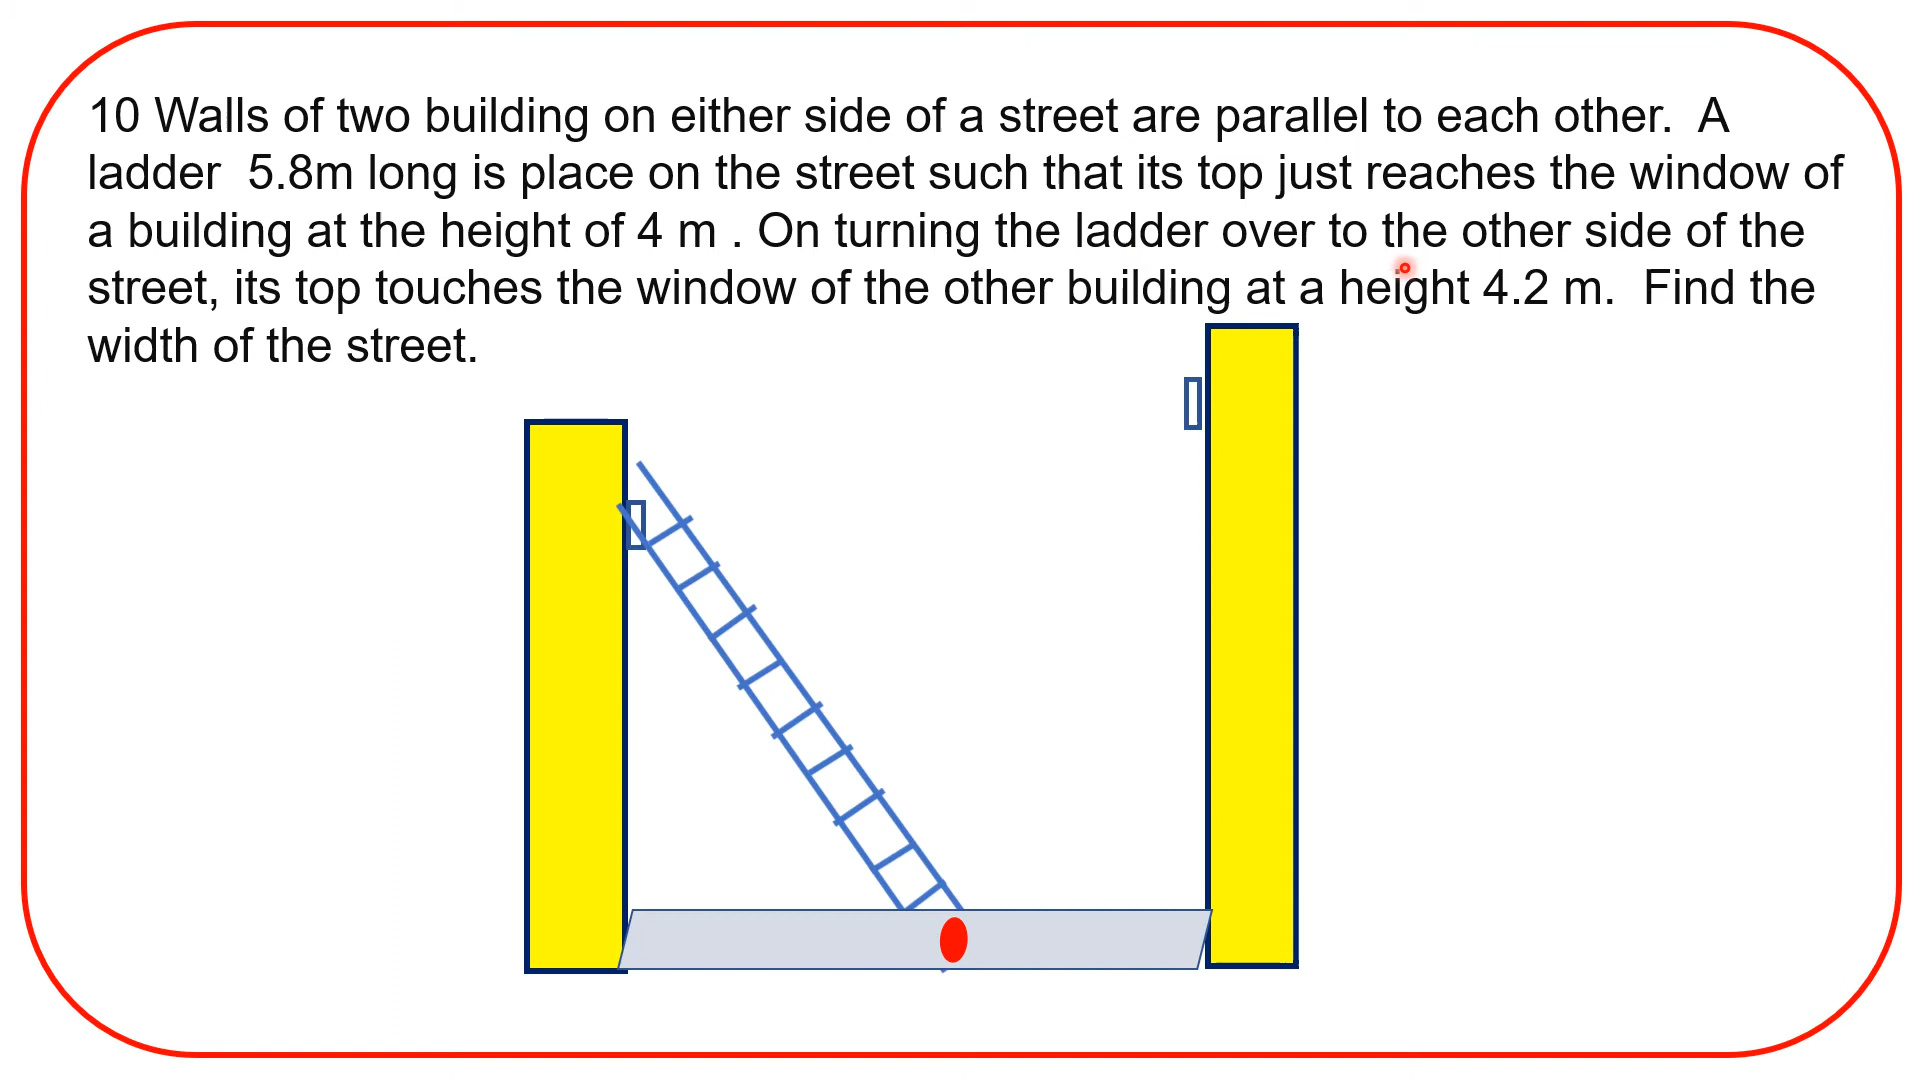 10 Walls of two building on either side of a street are parallel to each other. A
ladder 5.8m long is place on the street such that its top just reaches the window of
a building at the height of 4 m . On turning the ladder over to the other side of the
street, its top touches the window of the other building at a height 4.2 m. Find the
width of the street.